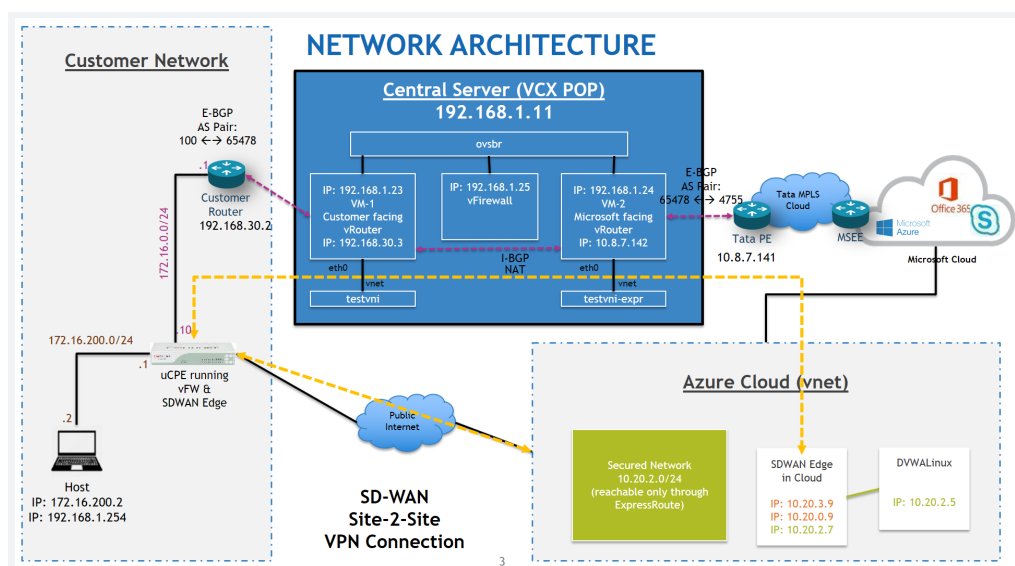 NETWORK ARCHITECTURE
Customer Network
E-BGP
AS Pair:
100 ←→ 65478
.1
Customer
Router
192.168.30.2
172.16.0.0/24
.10
172.16.200.0/24
.1
uCPE running
vFW &
SDWAN Edge
.2
Host
IP: 172.16.200.2
IP: 192.168.1.254
Central Server (VCX POP)
192.168.1.11
ovsbr
IP: 192.168.1.23
VM-1
Customer facing
vRouter
IP: 192.168.30.3
IP: 192.168.1.25
vFirewall
IP: 192.168.1.24
VM-2
Microsoft facing
vRouter
IP: 10.8.7.142
I-BGP
NAT
eth0
vnet
testvni
eth0
vnet
testvni-expr
E-BGP
AS Pair:
65478 ←→ 4755
Tata PE
10.8.7.141
Tata MPLS
Cloud
MSEE
Office 365
Microsoft
Azure
S
Microsoft Cloud
Public
Internet
SD-WAN
Site-2-Site
VPN Connection
Azure Cloud (vnet)
Secured Network
10.20.2.0/24
(reachable only through
ExpressRoute)
SDWAN Edge
in Cloud
IP: 10.20.3.9
IP: 10.20.0.9
IP: 10.20.2.7
DVWALinux
IP: 10.20.2.5
3